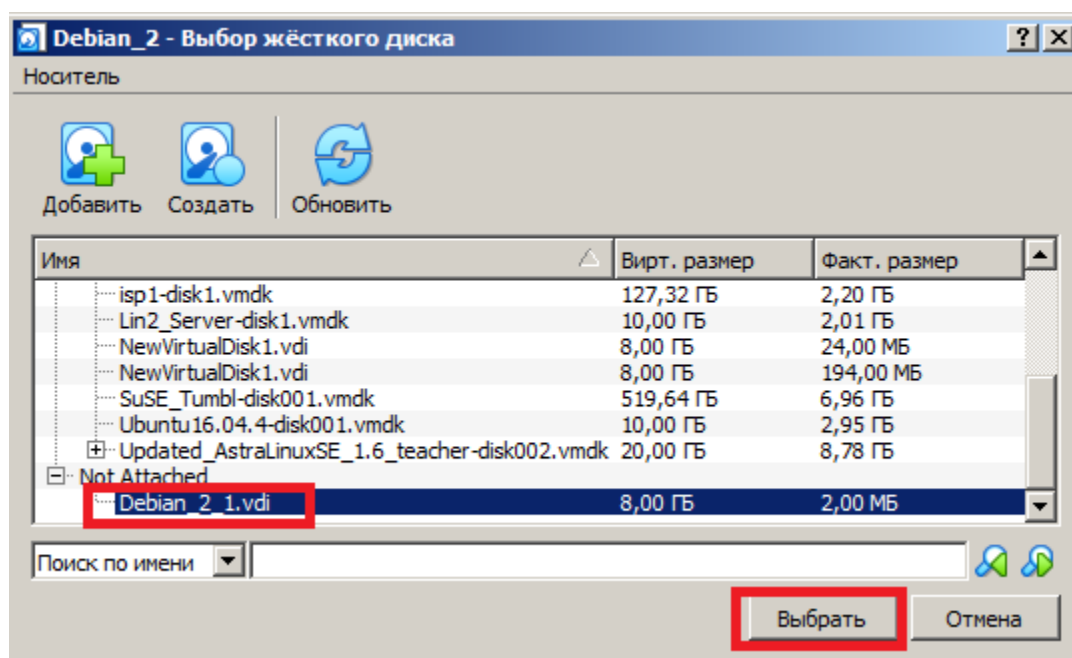 Debian_2 - Выбор жёсткого диска
Носитель
Добавить Создать Обновить
Имя Вирт. размер Факт. размер
isp1-disk1.vmdk 127,32 ГБ 2,20 ГБ
Lin2_Server-disk1.vmdk 10,00 ГБ 2,01 ГБ
NewVirtualDisk1.vdi 8,00 ГБ 24,00 МБ
NewVirtualDisk1.vdi 8,00 ГБ 194,00 МБ
SuSE_Tumbl-disk001.vmdk 519,64 ГБ 6,96 ГБ
Ubuntu16.04.4-disk001.vmdk 10,00 ГБ 2,95 ГБ
Updated_AstraLinuxSE_1.6_teacher-disk002.vmdk 20,00 ГБ 8,78 ГБ
Not Attached
Debian_2_1.vdi 8,00 ГБ 2,00 МБ
Поиск по имени
Выбрать Отмена